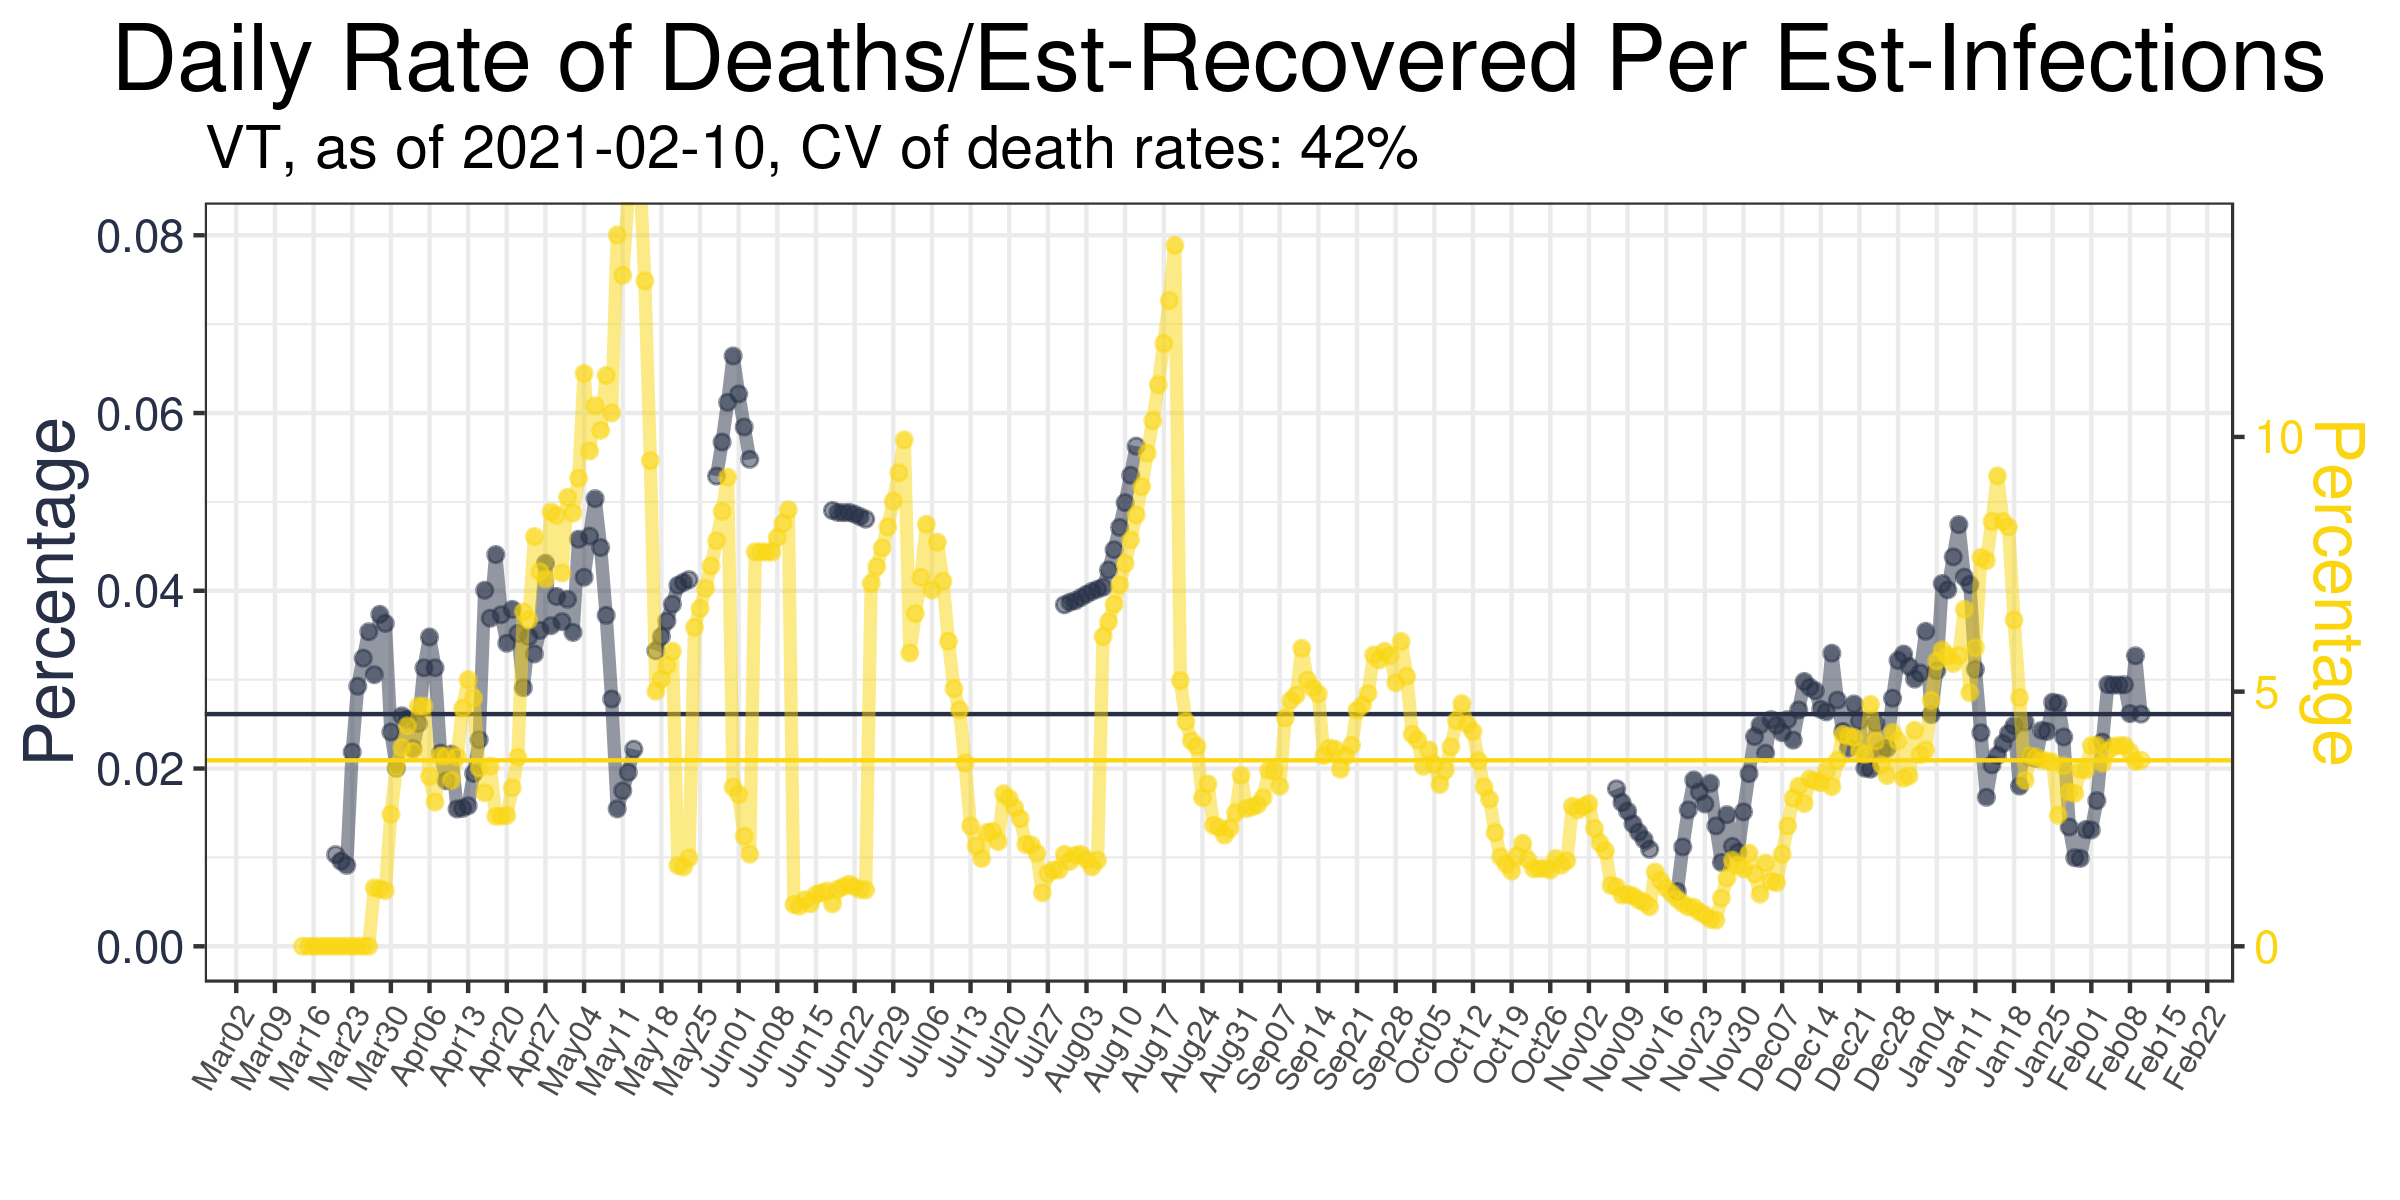 Daily Rate of Deaths/Est-Recovered Per Est-Infections
VT, as of 2021-02-10, CV of death rates: 42%
Percentage
0.08
0.06
0.04
0.02
0.00
10
5
0
Percentage
Mar02
Mar09
Mar16
Mar23
Mar30
Apr06
Apr13
Apr20
Apr27
May04
May11
May18
May25
Jun01
Jun08
Jun15
Jun22
Jun29
Jul06
Jul13
Jul20
Jul27
Aug03
Aug10
Aug17
Aug24
Aug31
Sep07
Sep14
Sep21
Sep28
Oct05
Oct12
Oct19
Oct26
Nov02
Nov09
Nov16
Nov23
Nov30
Dec07
Dec14
Dec21
Dec28
Jan04
Jan11
Jan18
Jan25
Feb01
Feb08
Feb15
Feb22